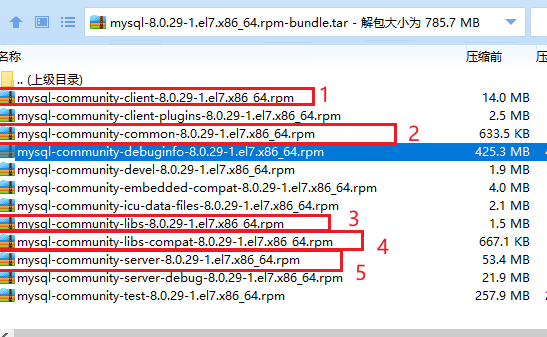 mysql-8.0.29-1.el7.x86_64.rpm-bundle.tar - 解包大小为 785.7 MB
名称 压缩前
.. (上级目录)
mysql-community-client-8.0.29-1.el7.x86_64.rpm 1 14.0 MB
mysql-community-client-plugins-8.0.29-1.el7.x86_64.rpm 2.5 MB
mysql-community-common-8.0.29-1.el7.x86_64.rpm 2 633.5 KB
mysql-community-debuginfo-8.0.29-1.el7.x86_64.rpm 425.3 MB
mysql-community-devel-8.0.29-1.el7.x86_64.rpm 1.9 MB
mysql-community-embedded-compat-8.0.29-1.el7.x86_64.rpm 4.0 MB
mysql-community-icu-data-files-8.0.29-1.el7.x86_64.rpm 2.1 MB
mysql-community-libs-8.0.29-1.el7.x86_64.rpm 3 1.5 MB
mysql-community-libs-compat-8.0.29-1.el7.x86_64.rpm 4 667.1 KB
mysql-community-server-8.0.29-1.el7.x86_64.rpm 5 53.4 MB
mysql-community-server-debug-8.0.29-1.el7.x86_64.rpm 21.9 MB
mysql-community-test-8.0.29-1.el7.x86_64.rpm 257.9 MB